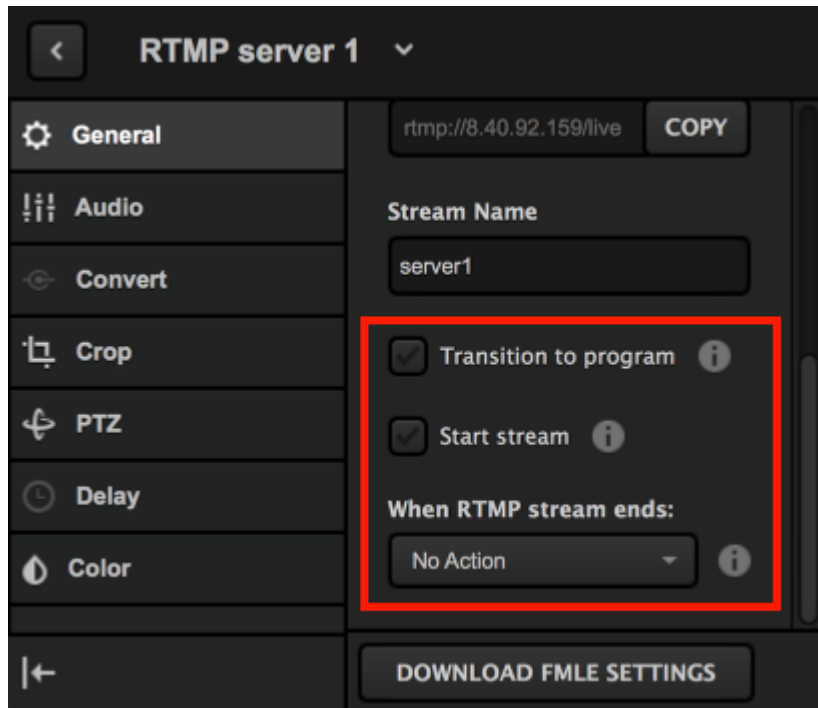 RTMP server 1
General
Audio
Convert
Crop
PTZ
Delay
Color
rtmp://8.40.92.159/live COPY
Stream Name
server1
Transition to program
Start stream
When RTMP stream ends:
No Action
DOWNLOAD FMLE SETTINGS